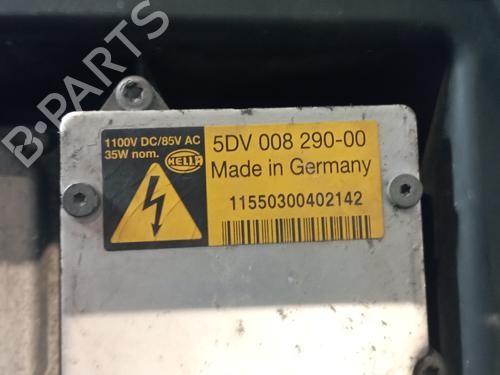 1100V DC/85V AC
35W nom.
HELLA
5DV 008 290-00
Made in Germany
11550300402142
B-PARTS